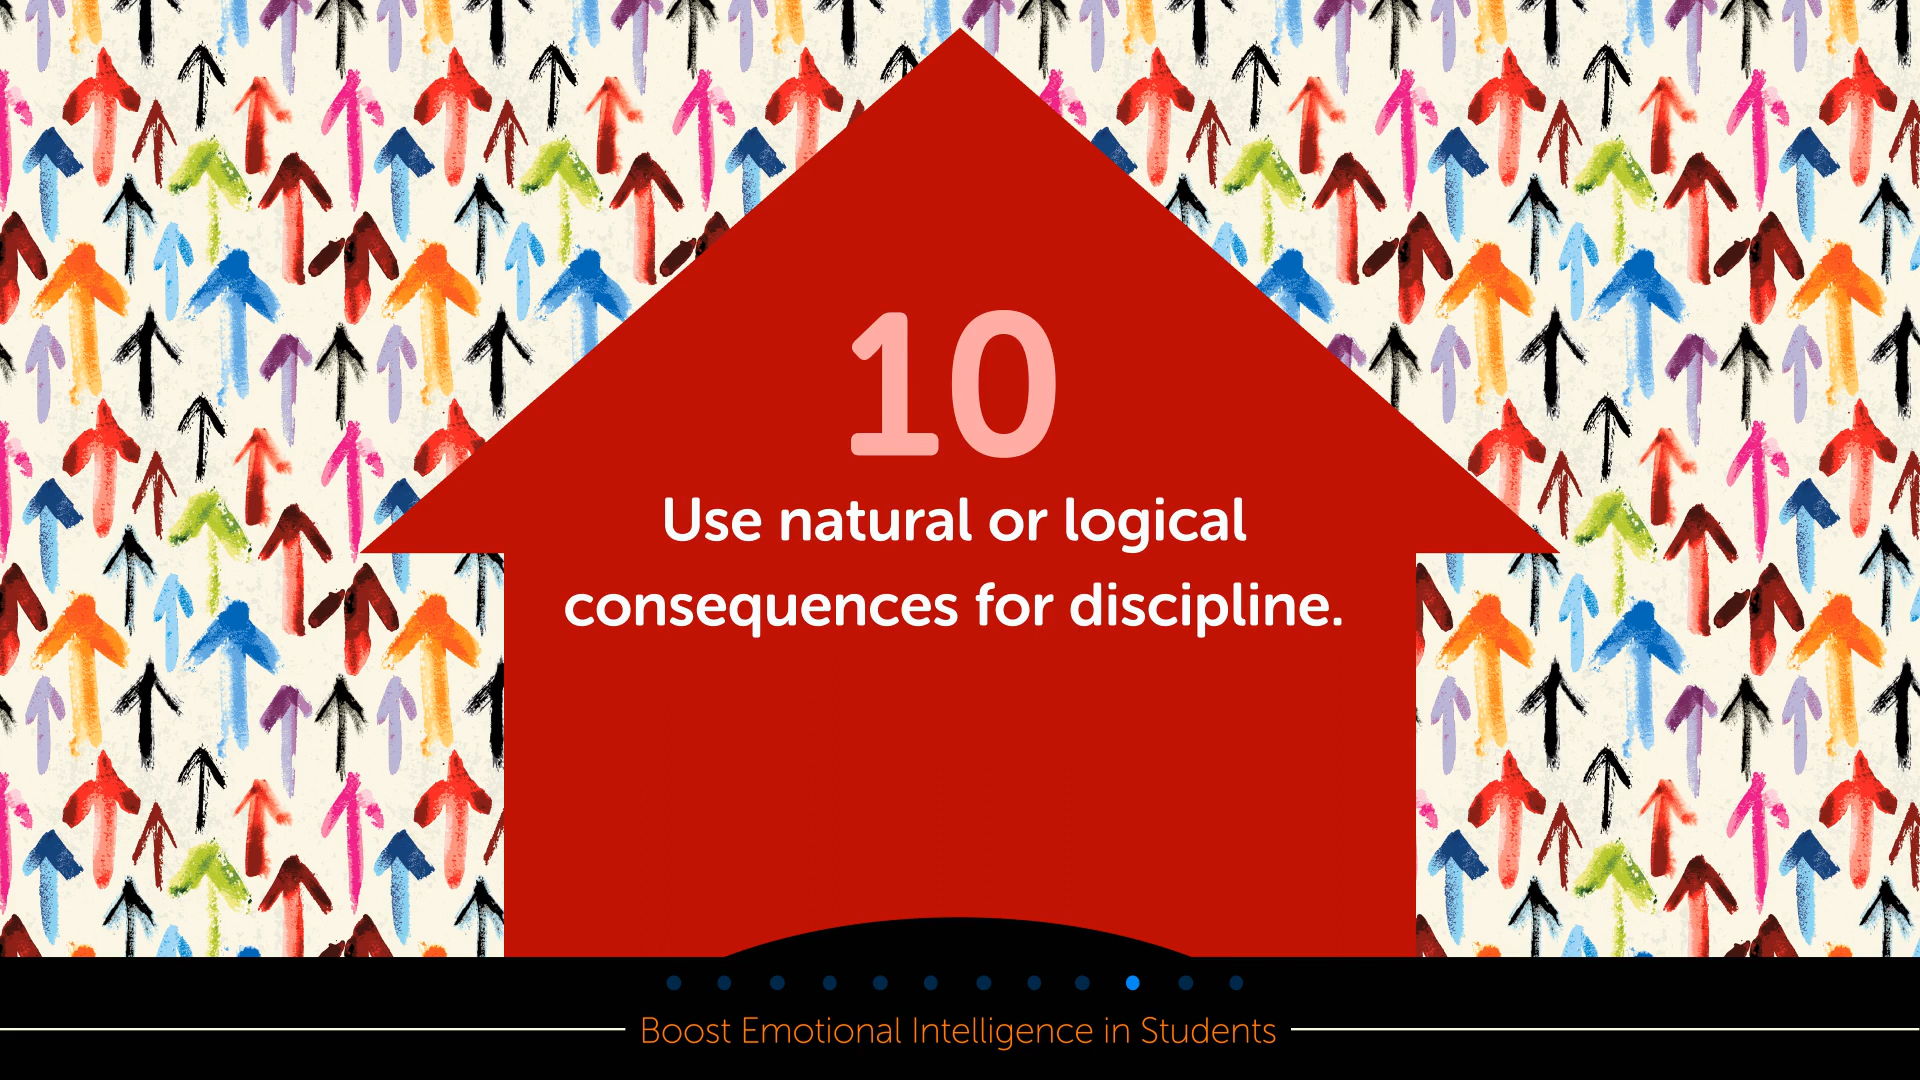 10
Use natural or logical
consequences for discipline.
Boost Emotional Intelligence in Students